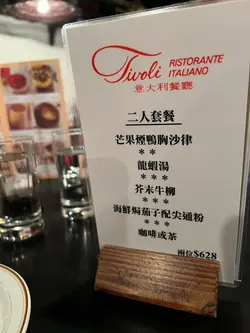 Tivoli
RISTORANTE
ITALIANO
意大利餐廳
二人套餐
芒果煙鴨胸沙律
**
龍蝦湯
***
芥末牛柳
***
海鮮焗茄子配尖通粉
***
咖啡或茶
兩位$628